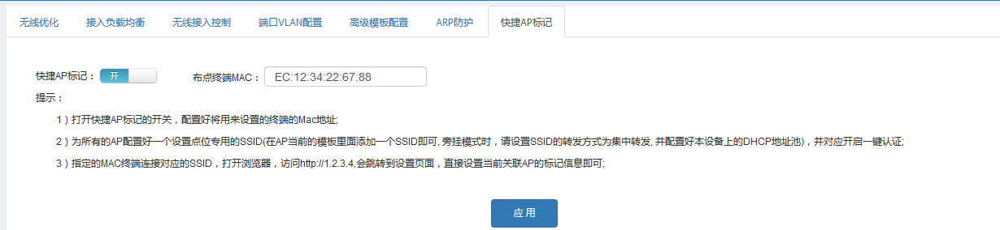 无线优化 接入负载均衡 无线接入控制 端口VLAN配置 高级模板配置 ARP防护 快捷AP标记
快捷AP标记： 开 布点终端MAC： EC:12:34:22:67:88
提示：
1）打开快捷AP标记的开关，配置好将用来设置的终端的Mac地址;
2）为所有的AP配置好一个设置点位专用的SSID(在AP当前的模板里面添加一个SSID即可, 旁挂模式时，请设置SSID的转发方式为集中转发, 并配置好本设备上的DHCP地址池)，并对应开启一键认证;
3）指定的MAC终端连接对应的SSID，打开浏览器，访问http://1.2.3.4,会跳转到设置页面，直接设置当前关联AP的标记信息即可;
应 用